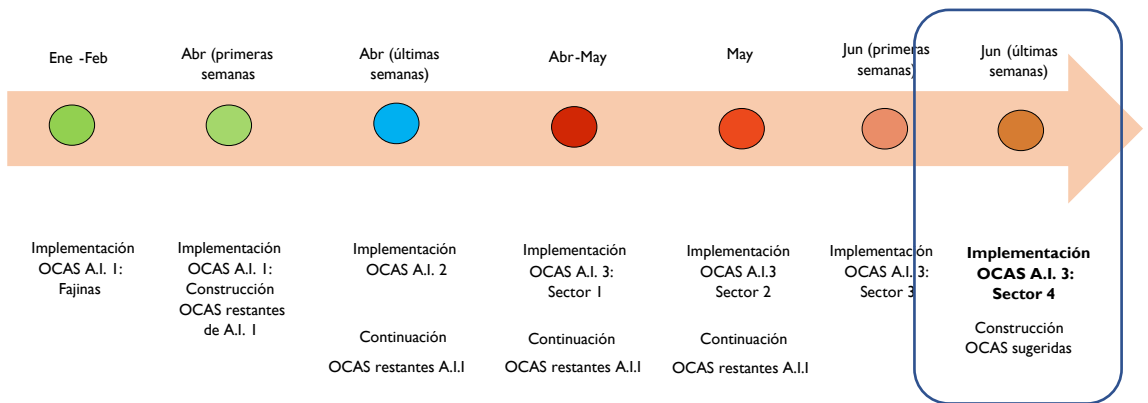 Ene -Feb
Abr (primeras
semanas
Abr (últimas
semanas)
Abr-May
May
Jun (primeras
semanas)
Jun (últimas
semanas)
Implementación
OCAS A.I. 1:
Fajinas
Implementación
OCAS A.I. 1:
Construcción
OCAS restantes
de A.I. 1
Implementación
OCAS A.I. 2
Continuación
OCAS restantes A.I.1
Implementación
OCAS A.I. 3:
Sector 1
Continuación
OCAS restantes A.I.1
Implementación
OCAS A.I.3
Sector 2
Continuación
OCAS restantes A.I.1
Implementación
OCAS A.I. 3:
Sector 3
Implementación
OCAS A.I. 3:
Sector 4
Construcción
OCAS sugeridas